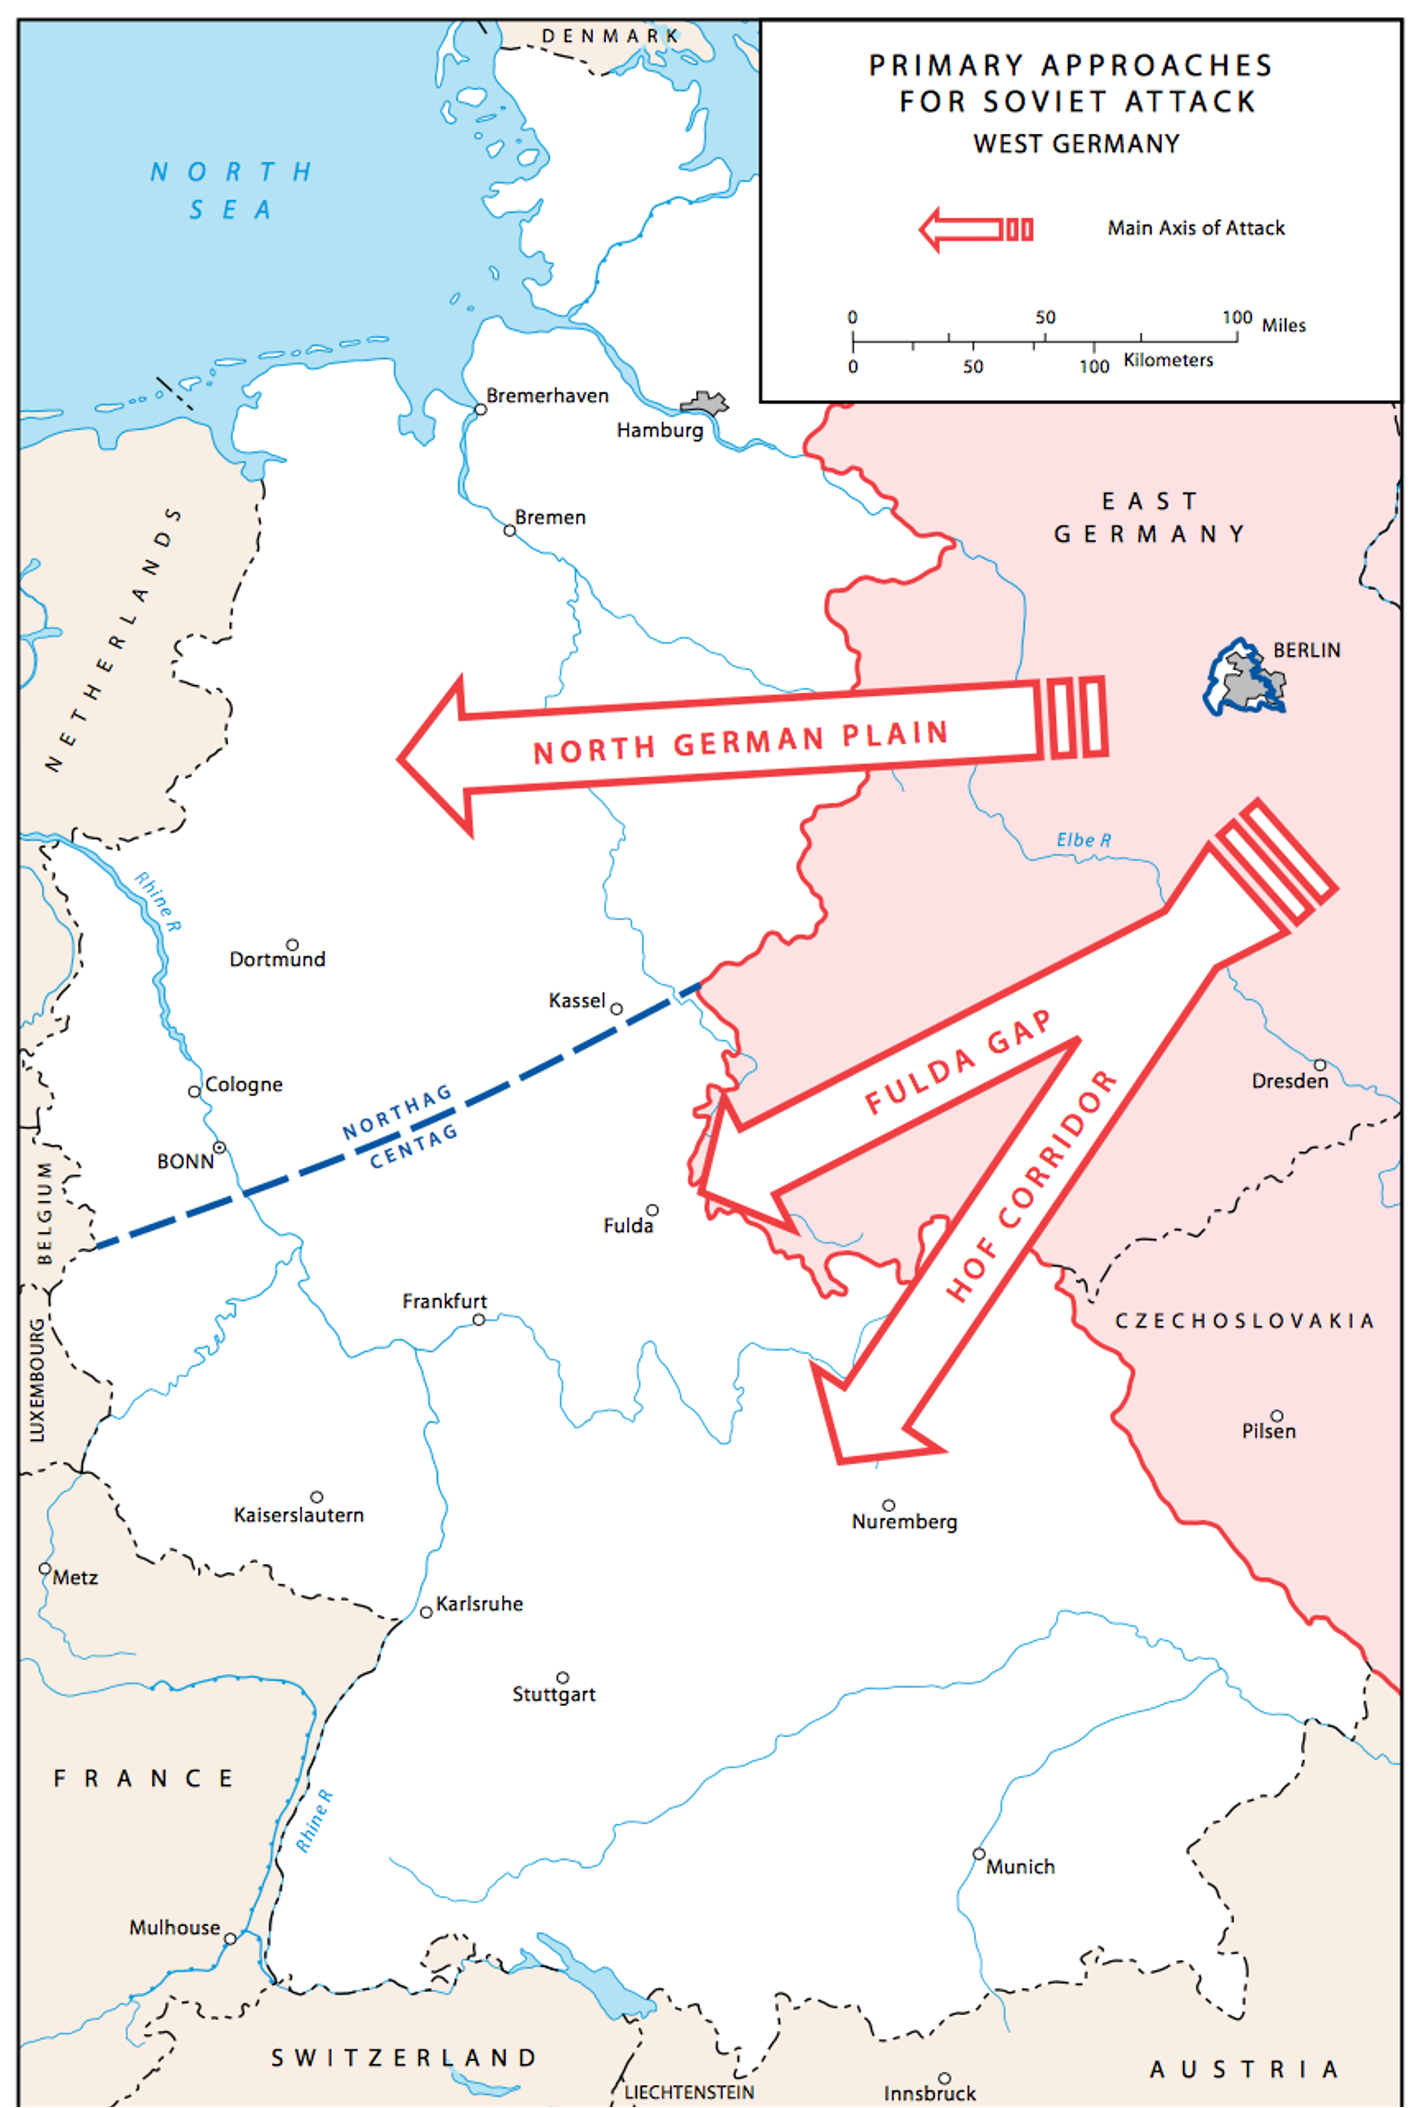 DENMARK
PRIMARY APPROACHES
FOR SOVIET ATTACK
WEST GERMANY
Main Axis of Attack
0 50 100 Miles
0 50 100 Kilometers
NORTH
SEA
Bremerhaven
Hamburg
Bremen
EAST
GERMANY
NETHERLANDS
BERLIN
NORTH GERMAN PLAIN
Elbe R
Rhine R
Dortmund
Kassel
FULDA GAP
Cologne
Dresden
NORTHAG
CENTAG
BONN
HOF CORRIDOR
BELGIUM
Fulda
Frankfurt
CZECHOSLOVAKIA
LUXEMBOURG
Pilsen
Kaiserslautern
Nuremberg
Metz
Karlsruhe
Stuttgart
FRANCE
Rhine R
Munich
Mulhouse
SWITZERLAND
LIECHTENSTEIN
Innsbruck
AUSTRIA